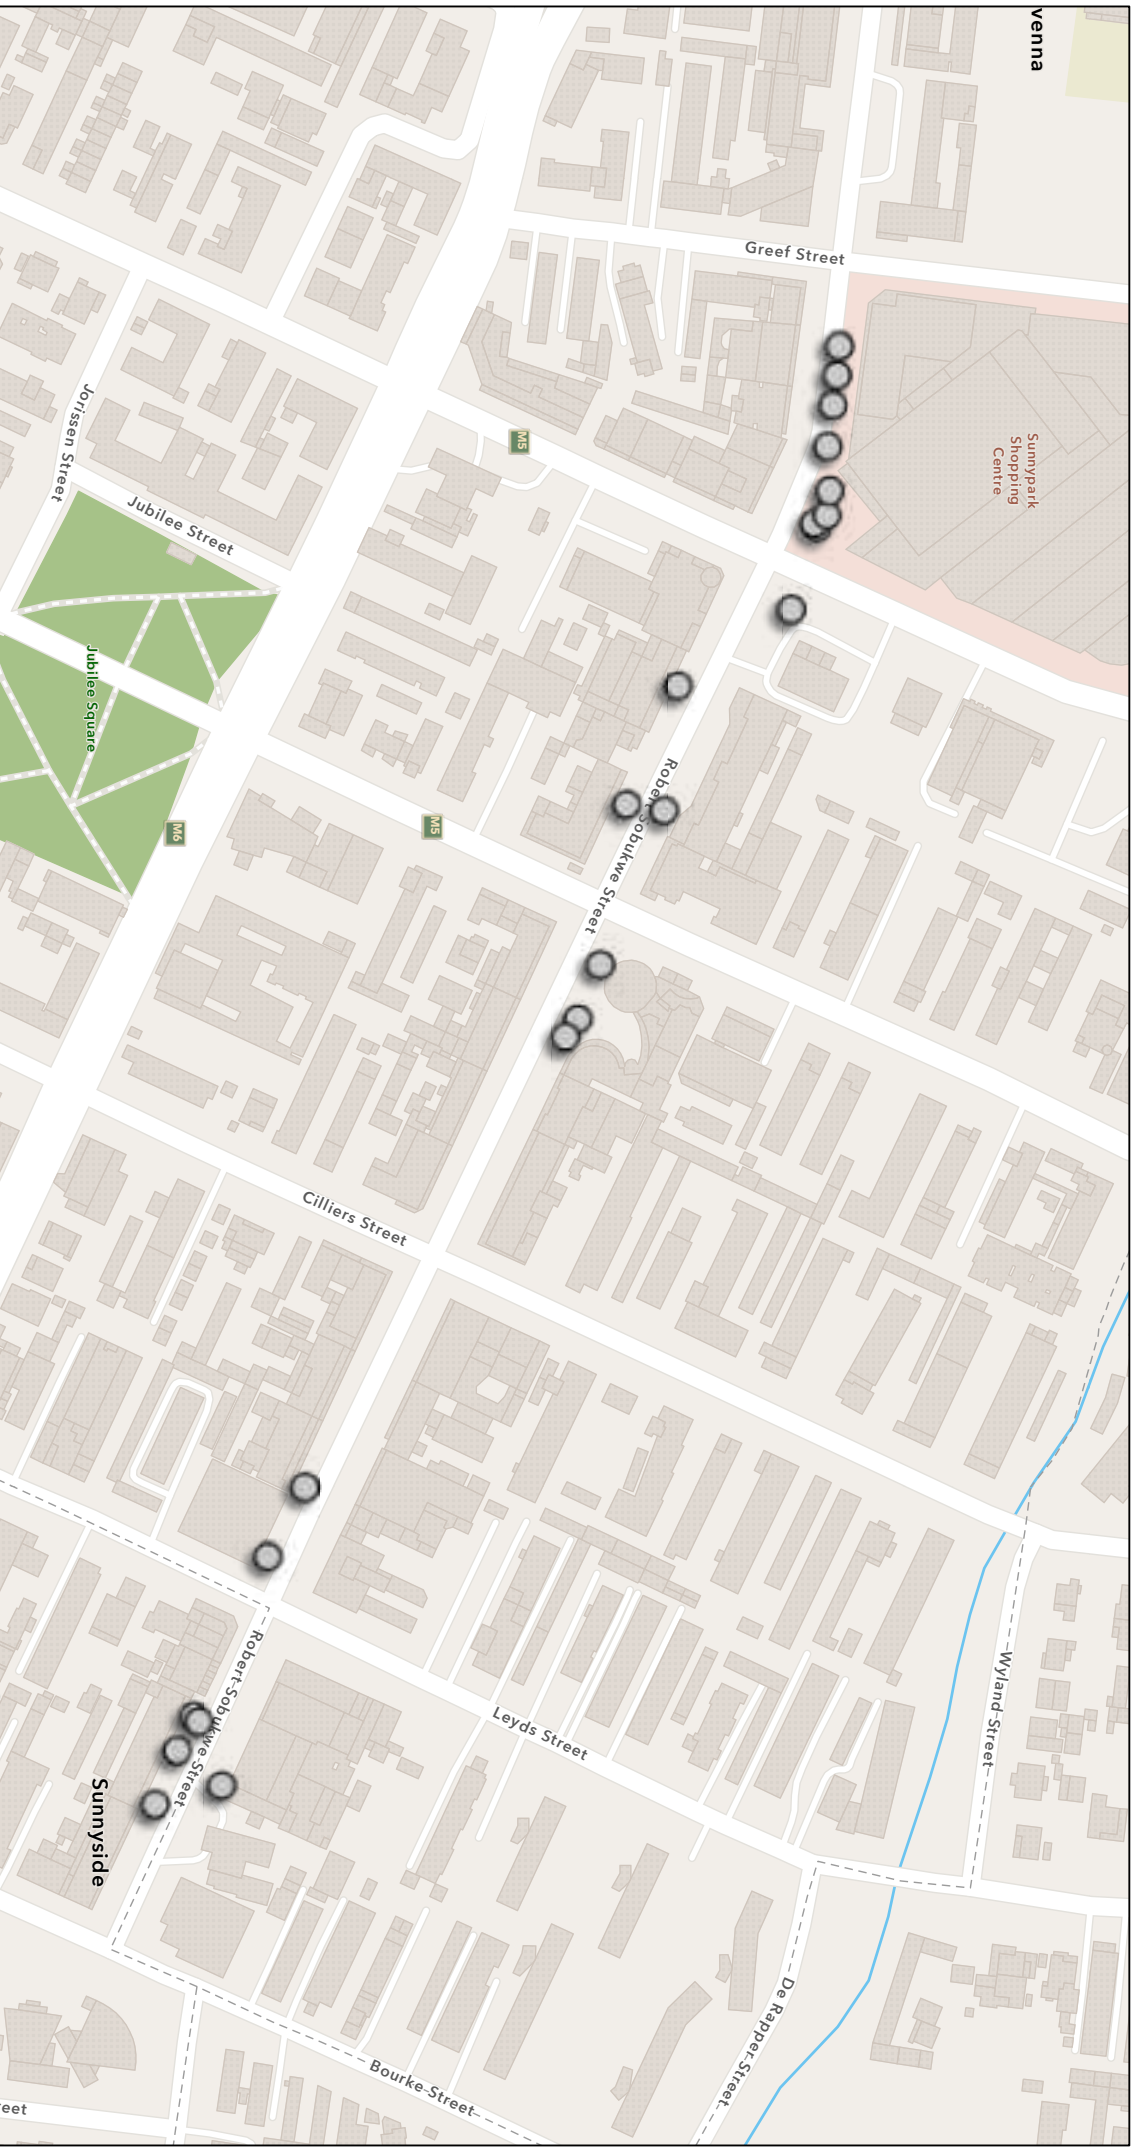 venna
Greef Street
Sunnypark
Shopping
Centre
M5
Jorissen Street
Jubilee Street
Jubilee Square
Robert Sobukwe Street
M5
M6
Cilliers Street
Robert Sobukwe Street
Wyland Street
Leyds Street
Sunnyside
De Rapper Street
Bourke Street
eet